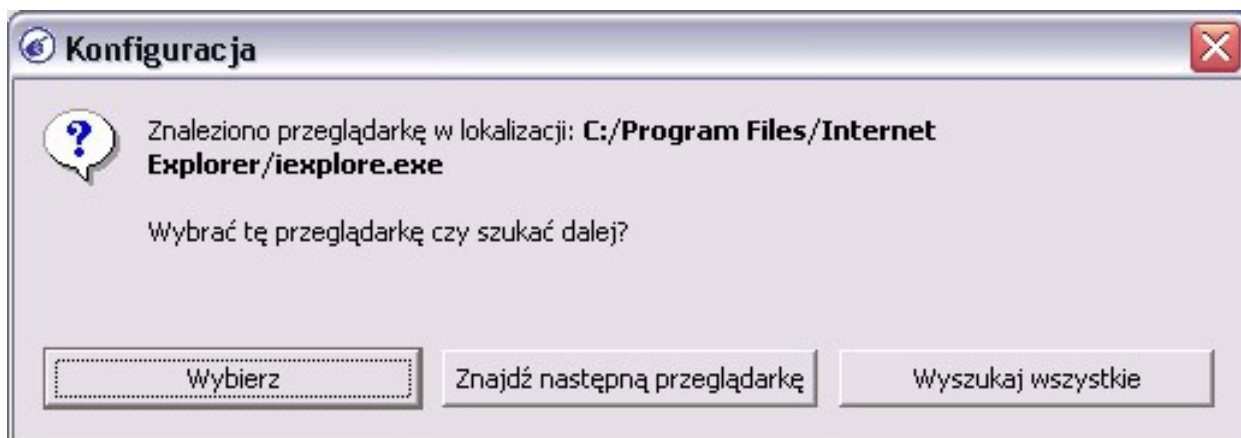 Konfiguracja
Znaleziono przeglądarkę w lokalizacji: C:/Program Files/Internet
Explorer/iexplore.exe
Wybrać tę przeglądarkę czy szukać dalej?
Wybierz
Znajdź następną przeglądarkę
Wyszukaj wszystkie